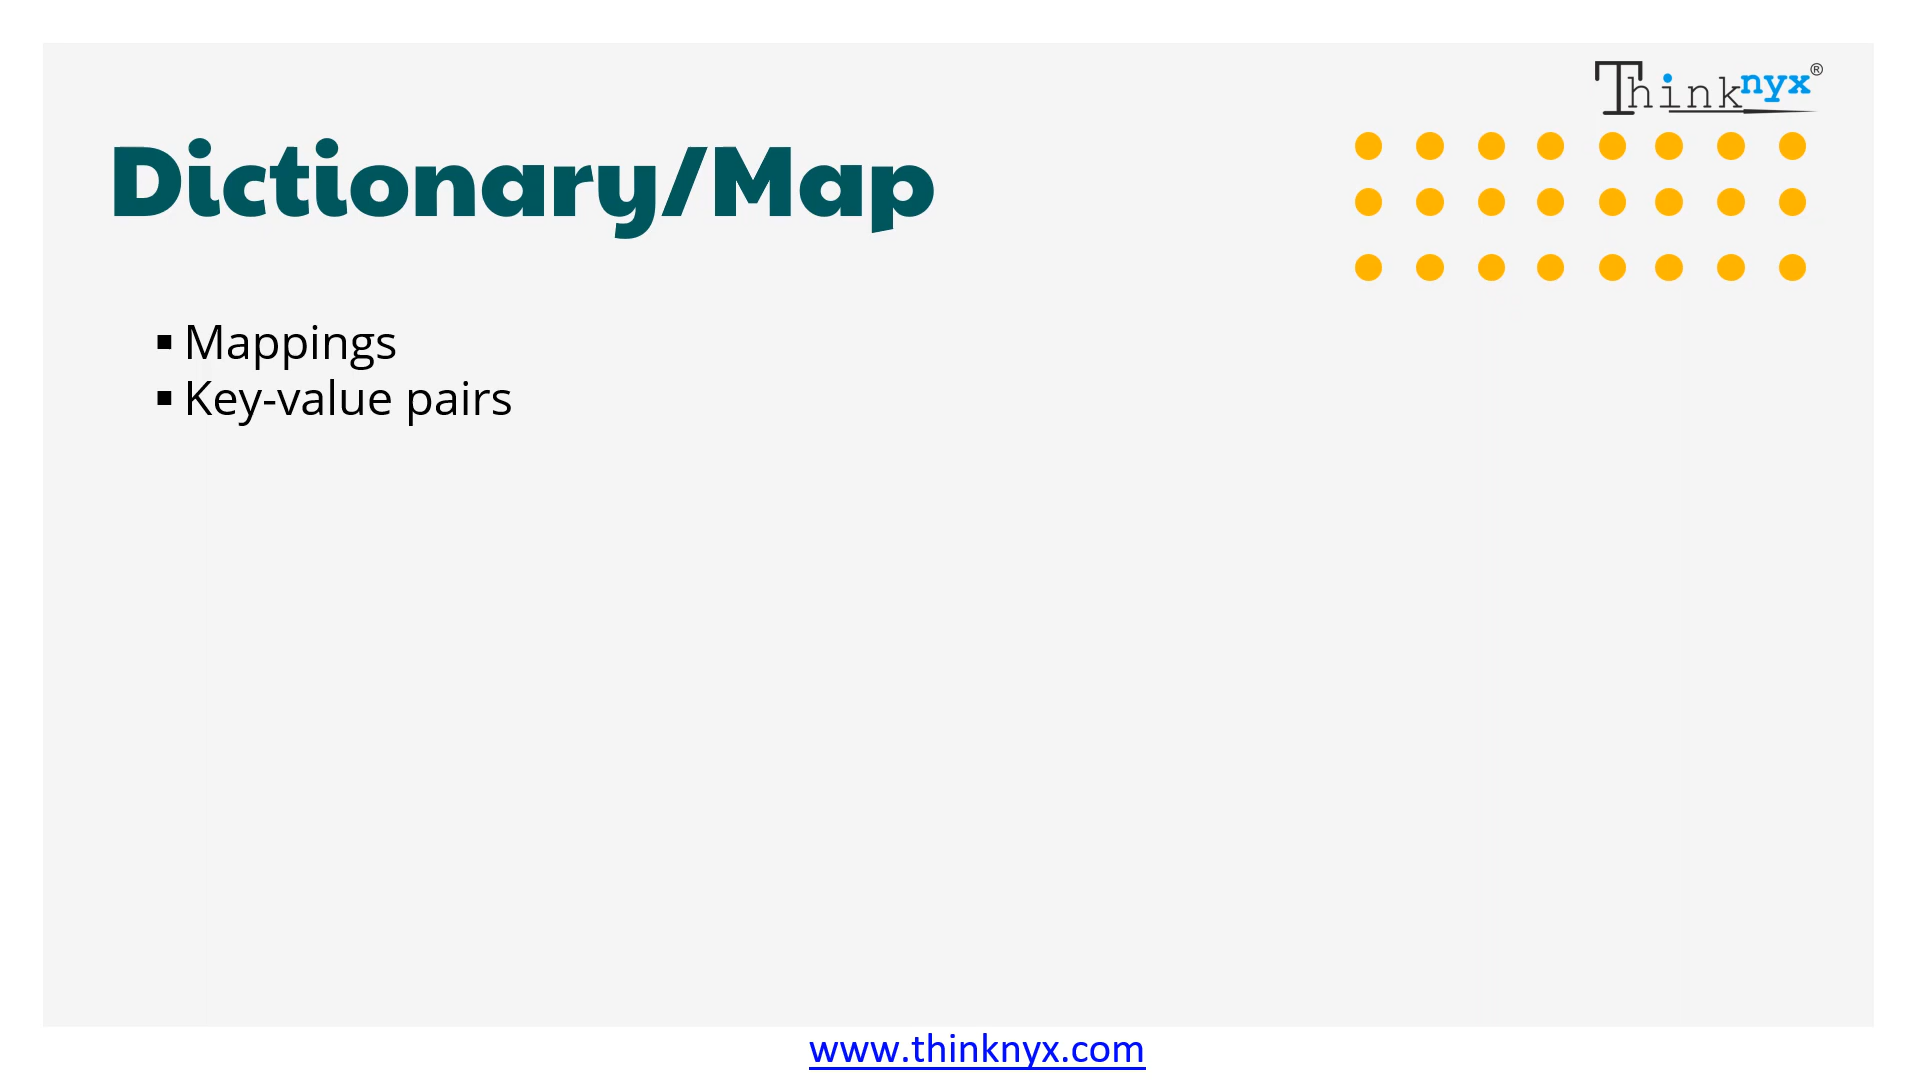 Thinknyx®
Dictionary/Map
▪ Mappings
▪ Key-value pairs
www.thinknyx.com